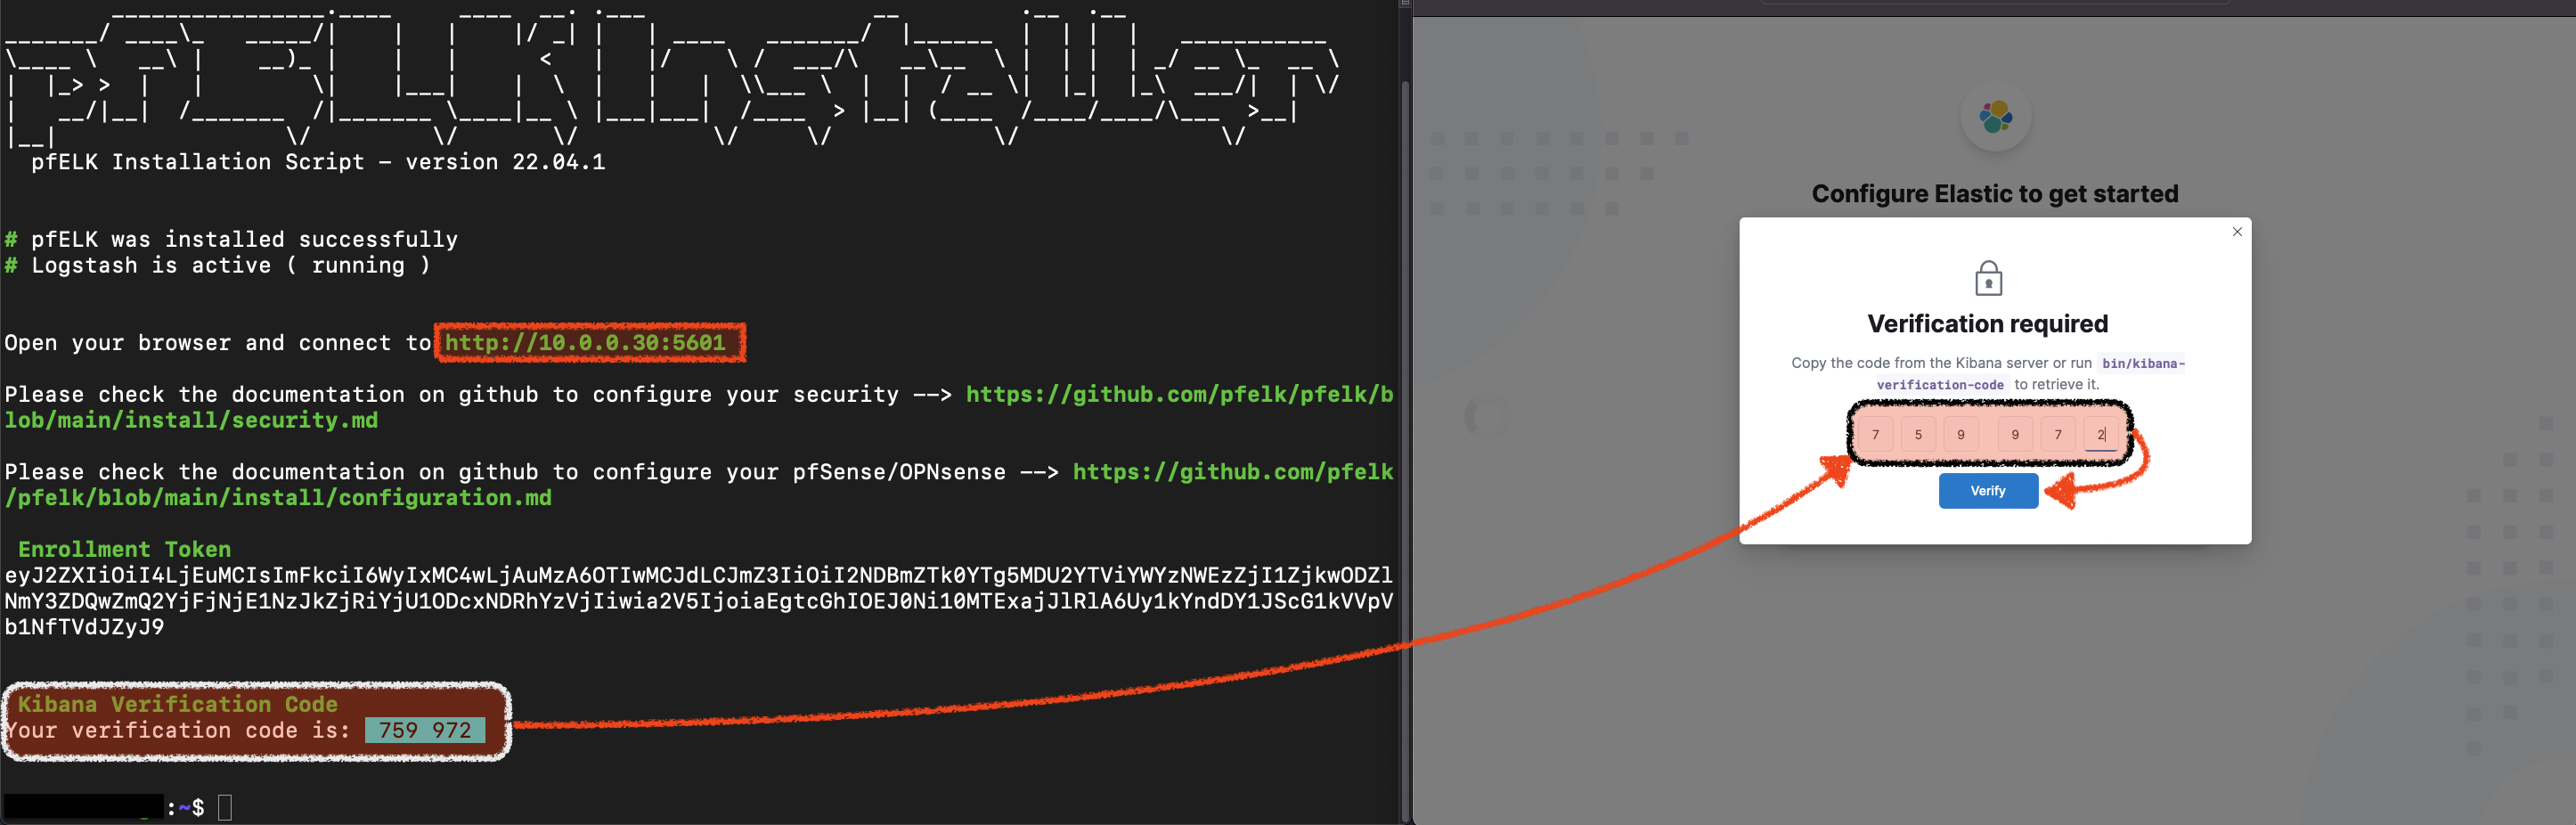 pfELK Installation Script - version 22.04.1
# pfELK was installed successfully
# Logstash is active ( running )
Open your browser and connect to http://10.0.0.30:5601
Please check the documentation on github to configure your security --> https://github.com/pfelk/pfelk/b
lob/main/install/security.md
Please check the documentation on github to configure your pfSense/OPNsense --> https://github.com/pfelk
/pfelk/blob/main/install/configuration.md
Enrollment Token
eyJ2ZXIiOiI4LjEuMCIsImFkciI6WyIxMC4wLjAuMzA6OTIwMCJdLCJmZ3IiOiI2NDBmZTk0YTg5MDU2YTViYWYzNWEzZjI1ZjkwODZl
NmY3ZDQwZmQ2YjFjNjE1NzJkZjRiYjU1ODcxNDRhYzVjIiwia2V5IjoiaEgtcGhIOEJ0Ni10MTExajJlRlA6Uy1kYndDY1JScG1kVVpV
b1NfTVdJZyJ9
Kibana Verification Code
Your verification code is: 759 972
:~$
Configure Elastic to get started
Verification required
Copy the code from the Kibana server or run bin/kibana-
verification-code to retrieve it.
7 5 9 9 7 2
Verify